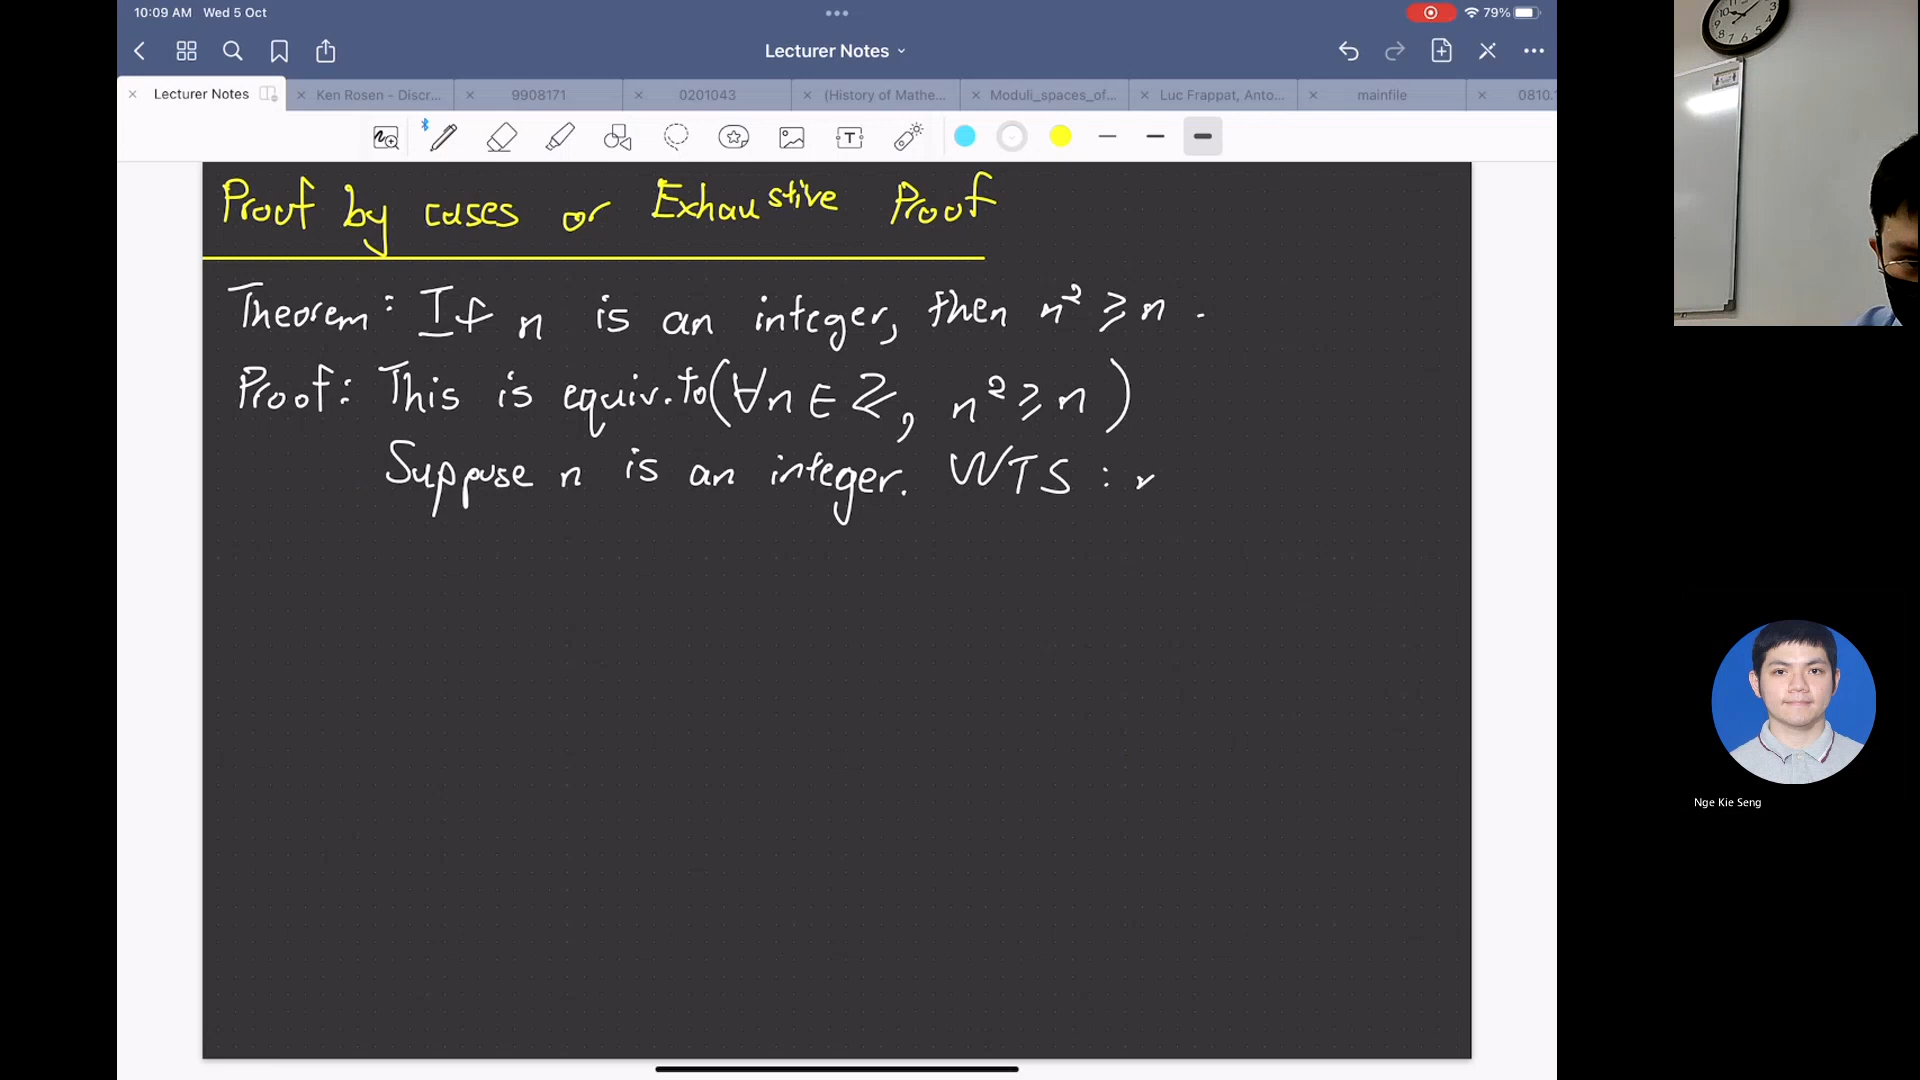 10:09 AM Wed 5 Oct
79%
Lecturer Notes
Lecturer Notes
Ken Rosen - Discr...
9908171
0201043
(History of Mathe...
Moduli_spaces_of...
Luc Frappat, Anto...
mainfile
0810.
Proof by cases or Exhaustive Proof
Theorem: If n is an integer, then n² ⩾ n.
Proof: This is equiv. to (∀n ∈ ℤ, n² ⩾ n)
Suppose n is an integer. WTS :
Nge Kie Seng